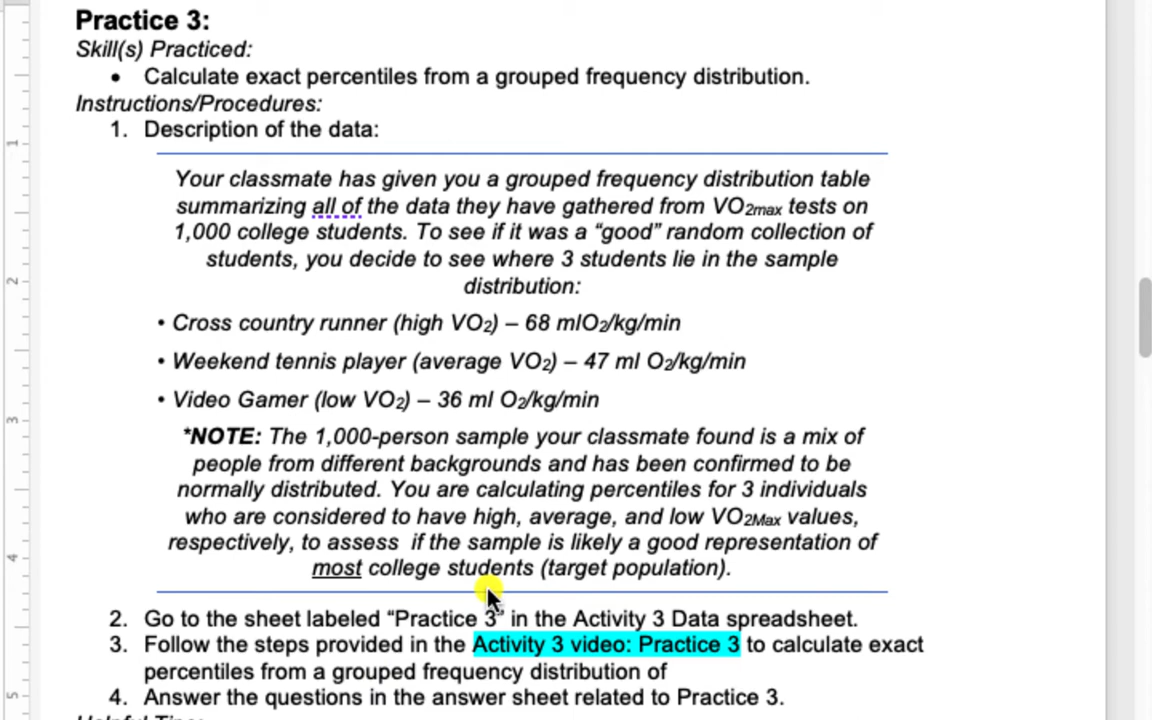 Practice 3:
Skill(s) Practiced:
• Calculate exact percentiles from a grouped frequency distribution.
Instructions/Procedures:
1. Description of the data:
Your classmate has given you a grouped frequency distribution table
summarizing all of the data they have gathered from VO2max tests on
1,000 college students. To see if it was a “good” random collection of
students, you decide to see where 3 students lie in the sample
distribution:
• Cross country runner (high VO2) – 68 mlO2/kg/min
• Weekend tennis player (average VO2) – 47 ml O2/kg/min
• Video Gamer (low VO2) – 36 ml O2/kg/min
*NOTE: The 1,000-person sample your classmate found is a mix of
people from different backgrounds and has been confirmed to be
normally distributed. You are calculating percentiles for 3 individuals
who are considered to have high, average, and low VO2Max values,
respectively, to assess if the sample is likely a good representation of
most college students (target population).
2. Go to the sheet labeled “Practice 3” in the Activity 3 Data spreadsheet.
3. Follow the steps provided in the Activity 3 video: Practice 3 to calculate exact
percentiles from a grouped frequency distribution of
4. Answer the questions in the answer sheet related to Practice 3.
Helpful Tips:
1
2
3
4
5